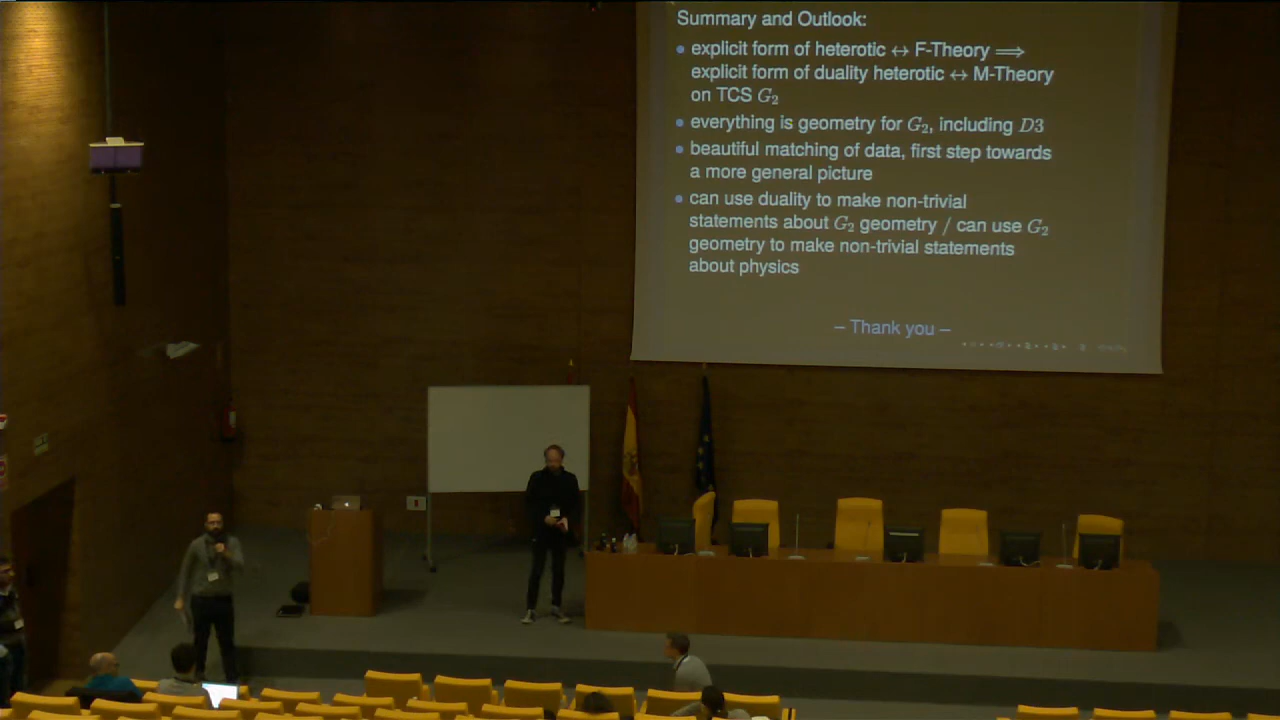 Summary and Outlook:
• explicit form of heterotic ↔ F-Theory ⟹
explicit form of duality heterotic ↔ M-Theory
on TCS G₂
• everything is geometry for G₂, including D3
• beautiful matching of data, first step towards
a more general picture
• can use duality to make non-trivial
statements about G₂ geometry / can use G₂
geometry to make non-trivial statements
about physics
– Thank you –